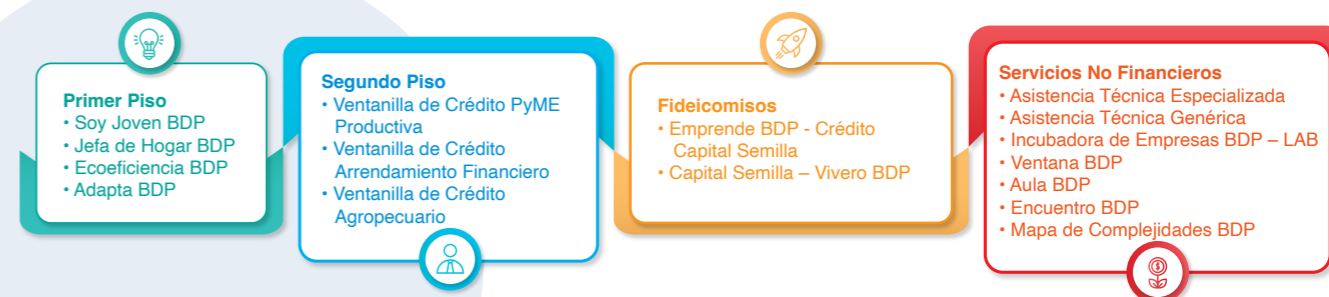 Primer Piso
• Soy Joven BDP
• Jefa de Hogar BDP
• Ecoeficiencia BDP
• Adapta BDP
Segundo Piso
• Ventanilla de Crédito PyME
Productiva
• Ventanilla de Crédito
Arrendamiento Financiero
• Ventanilla de Crédito
Agropecuario
Fideicomisos
• Emprende BDP - Crédito
Capital Semilla
• Capital Semilla – Vivero BDP
Servicios No Financieros
• Asistencia Técnica Especializada
• Asistencia Técnica Genérica
• Incubadora de Empresas BDP – LAB
• Ventana BDP
• Aula BDP
• Encuentro BDP
• Mapa de Complejidades BDP